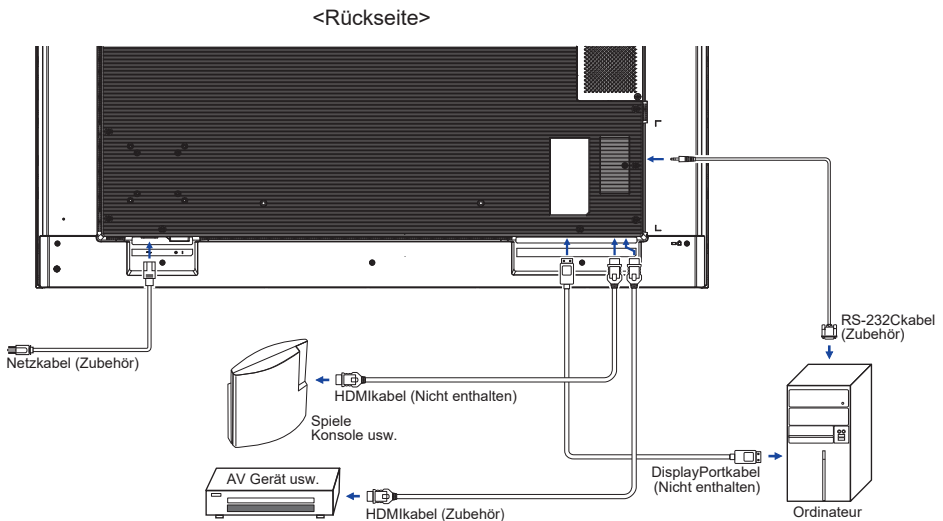 <Rückseite>
RS-232Ckabel
(Zubehör)
Netzkabel (Zubehör)
HDMIkabel (Nicht enthalten)
Spiele
Konsole usw.
DisplayPortkabel
(Nicht enthalten)
AV Gerät usw.
HDMIkabel (Zubehör)
Ordinateur